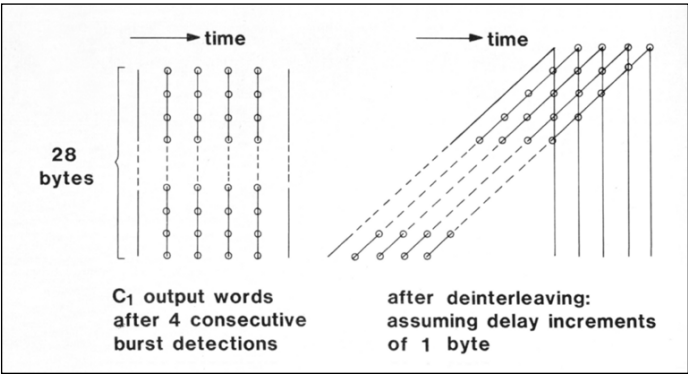 time
time
28
bytes
C₁ output words
after 4 consecutive
burst detections
after deinterleaving:
assuming delay increments
of 1 byte